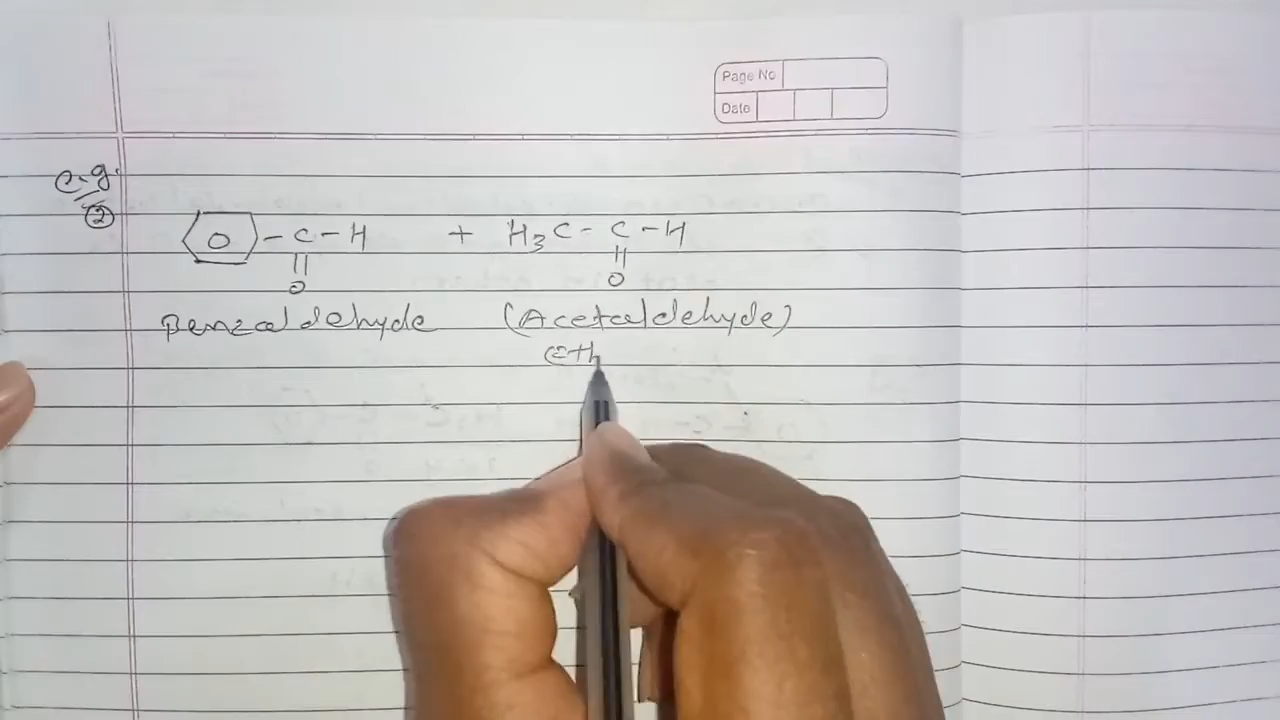 Page No
Date
e.g.
②
O - C - H + H3C - C - H
|| ||
O O
Benzaldehyde (Acetaldehyde)
(Eth